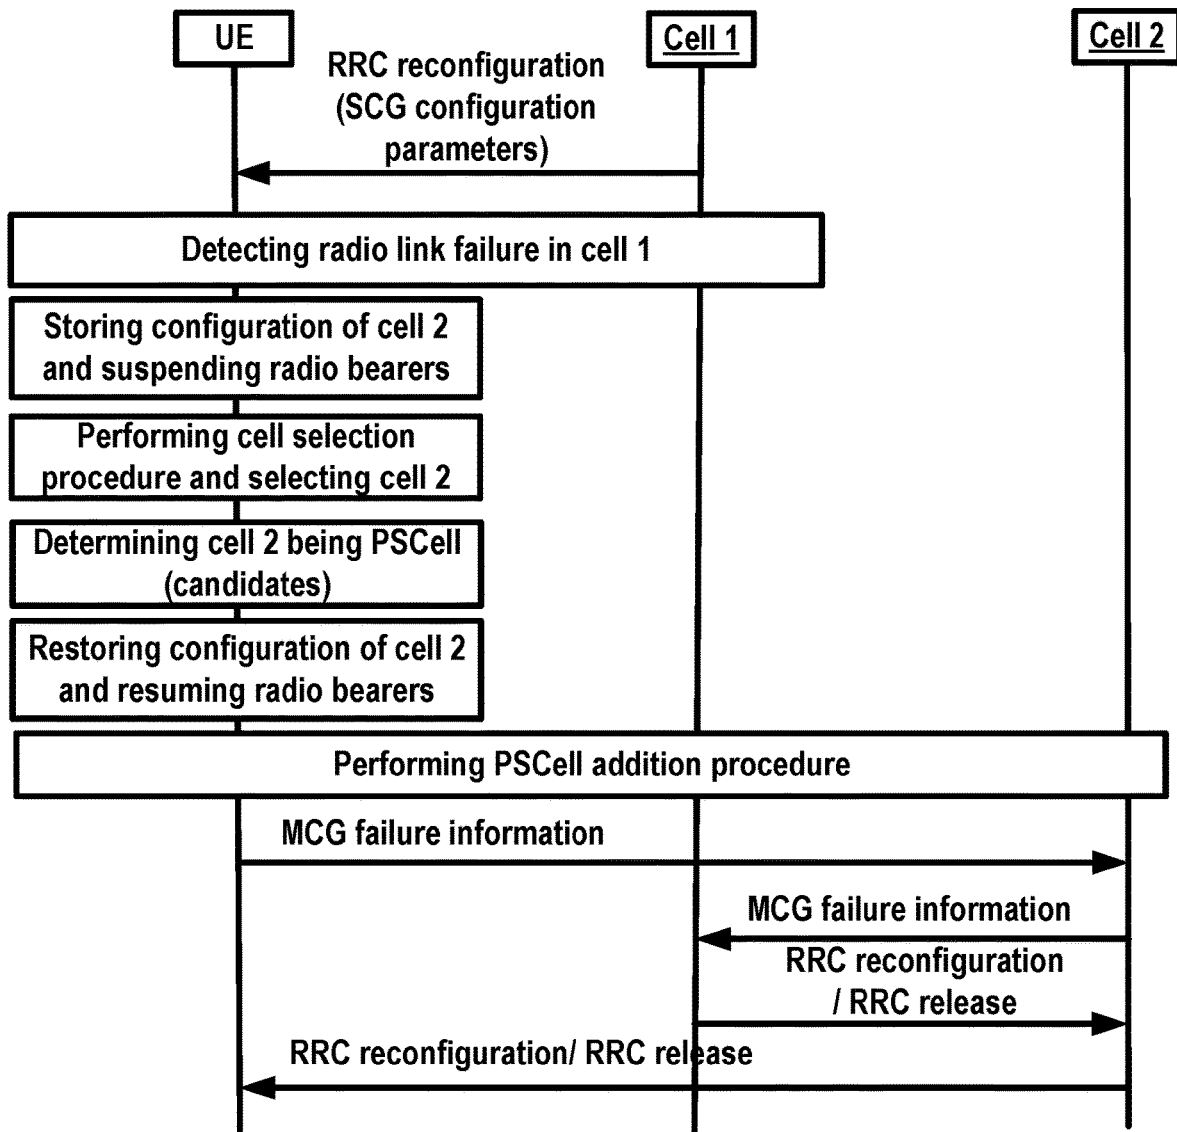 UE
Cell 1
Cell 2
RRC reconfiguration
(SCG configuration
parameters)
Detecting radio link failure in cell 1
Storing configuration of cell 2
and suspending radio bearers
Performing cell selection
procedure and selecting cell 2
Determining cell 2 being PSCell
(candidates)
Restoring configuration of cell 2
and resuming radio bearers
Performing PSCell addition procedure
MCG failure information
MCG failure information
RRC reconfiguration
/ RRC release
RRC reconfiguration/ RRC release